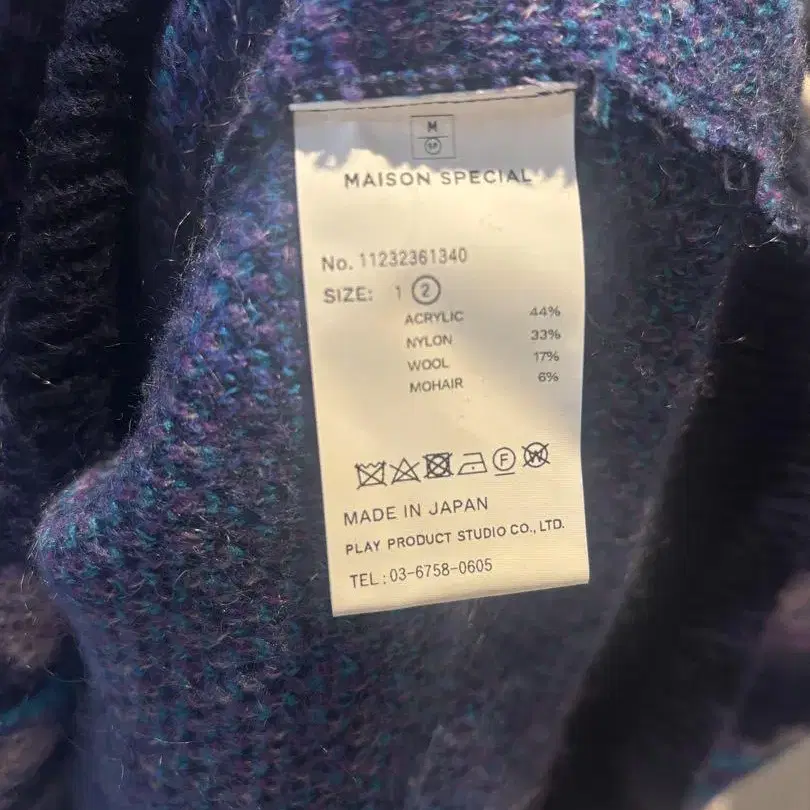 M
SP
MAISON SPECIAL
No. 11232361340
SIZE: 1 2
ACRYLIC 44%
NYLON 33%
WOOL 17%
MOHAIR 6%
F W
MADE IN JAPAN
PLAY PRODUCT STUDIO CO., LTD.
TEL:03-6758-0605